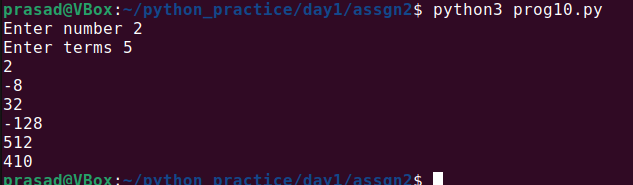 prasad@VBox:~/python_practice/day1/assgn2$ python3 prog10.py
Enter number 2
Enter terms 5
2
-8
32
-128
512
410
prasad@VBox:~/python_practice/day1/assgn2$